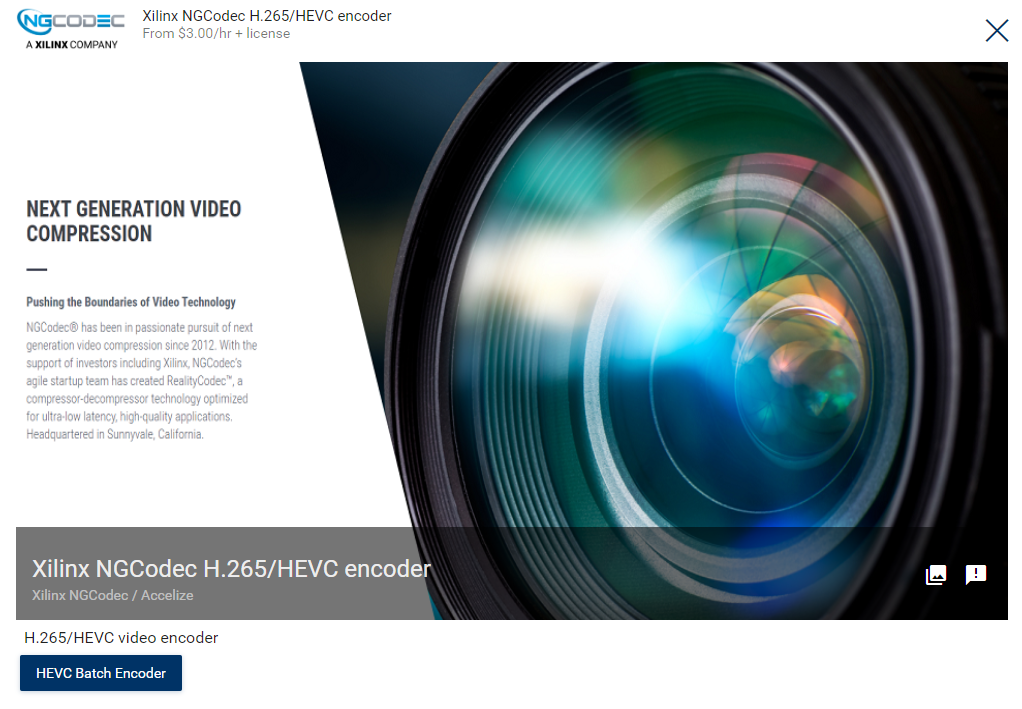 NGCODEC
A XILINX COMPANY
Xilinx NGCodec H.265/HEVC encoder
From $3.00/hr + license
NEXT GENERATION VIDEO
COMPRESSION
Pushing the Boundaries of Video Technology
NGCodec® has been in passionate pursuit of next
generation video compression since 2012. With the
support of investors including Xilinx, NGCodec's
agile startup team has created RealityCodec™, a
compressor-decompressor technology optimized
for ultra-low latency, high-quality applications.
Headquartered in Sunnyvale, California.
Xilinx NGCodec H.265/HEVC encoder
Xilinx NGCodec / Accelize
H.265/HEVC video encoder
HEVC Batch Encoder